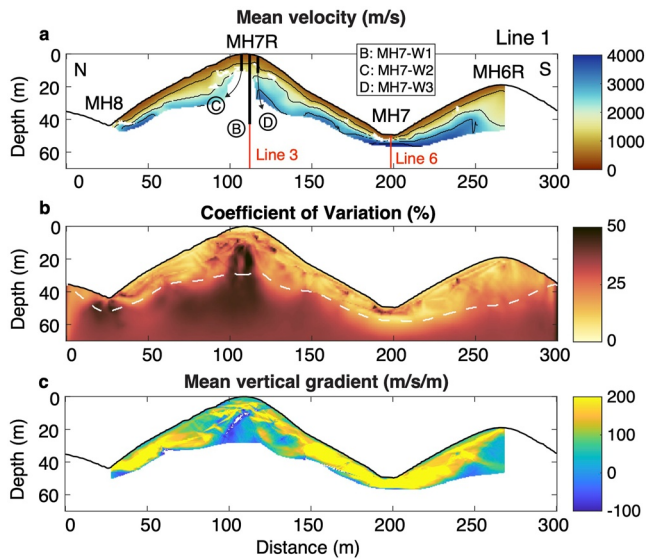 Mean velocity (m/s)
a
MH7R
Line 1
B: MH7-W1
C: MH7-W2
D: MH7-W3
N
S
MH8
MH7
MH6R
C
B
D
Line 3
Line 6
Depth (m)
0
20
40
60
0 50 100 150 200 250 300
4000
3000
2000
1000
0
b
Coefficient of Variation (%)
Depth (m)
0
20
40
60
0 50 100 150 200 250 300
50
25
0
c
Mean vertical gradient (m/s/m)
Depth (m)
0
20
40
60
0 50 100 150 200 250 300
200
100
0
-100
Distance (m)